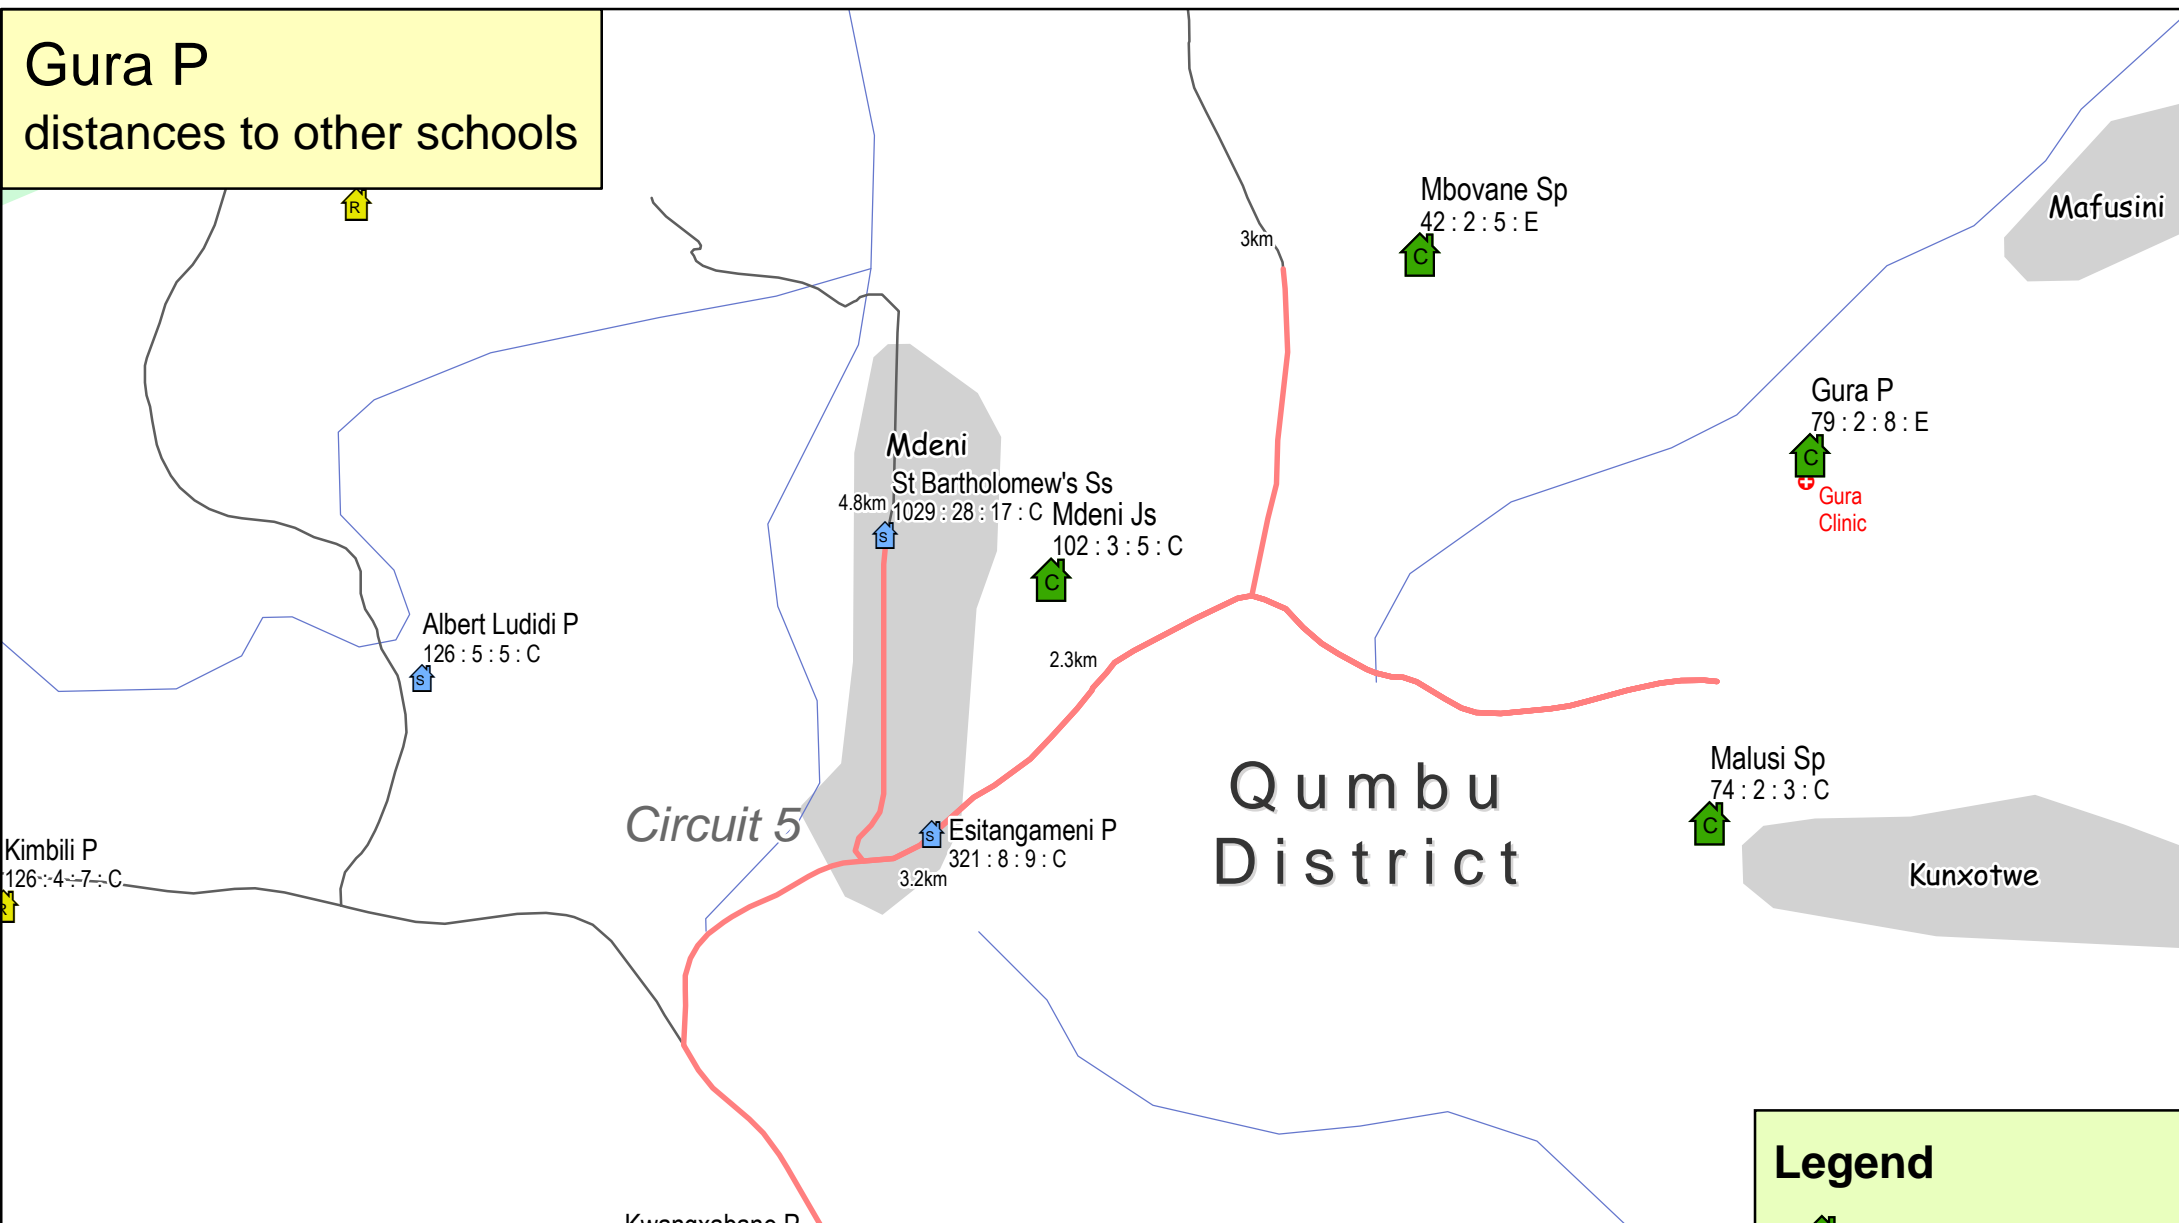 Gura P
distances to other schools
R
Mbovane Sp
42 : 2 : 5 : E
C
3km
Mafusini
Gura P
79 : 2 : 8 : E
C
Gura
Clinic
Mdeni
St Bartholomew's Ss
4.8km
1029 : 28 : 17 : C
S
Mdeni Js
102 : 3 : 5 : C
C
Albert Ludidi P
126 : 5 : 5 : C
S
2.3km
Qumbu
District
Malusi Sp
74 : 2 : 3 : C
C
Circuit 5
Esitangameni P
321 : 8 : 9 : C
S
3.2km
Kimbili P
126 : 4 : 7 : C
R
Kunxotwe
Legend